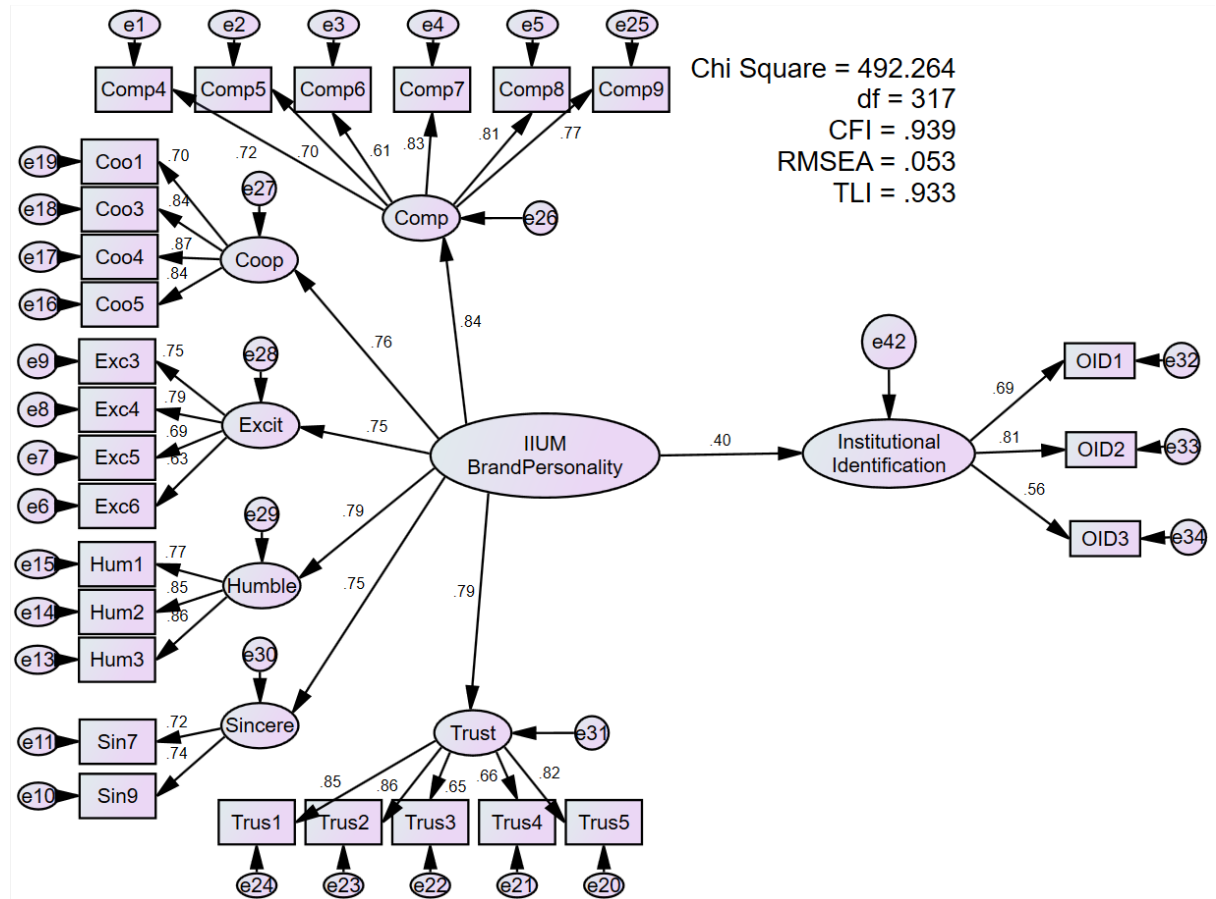 e1
e2
e3
e4
e5
e25
Comp4
Comp5
Comp6
Comp7
Comp8
Comp9
Chi Square = 492.264
df = 317
CFI = .939
RMSEA = .053
TLI = .933
.72
.70
.61
.83
.81
.77
e19
Coo1
.70
e18
Coo3
.84
e17
Coo4
.87
e16
Coo5
.84
e27
Coop
Comp
e26
.76
.84
e9
Exc3
.75
e8
Exc4
.79
e7
Exc5
.69
e6
Exc6
.63
e28
Excit
.75
IIUM
BrandPersonality
.40
e42
Institutional
Identification
.69
OID1
e32
.81
OID2
e33
.56
OID3
e34
e15
Hum1
.77
e14
Hum2
.85
e13
Hum3
.86
e29
Humble
.79
.75
.79
e30
Sincere
e11
Sin7
.72
e10
Sin9
.74
Trust
e31
.85
.86
.65
.66
.82
Trus1
Trus2
Trus3
Trus4
Trus5
e24
e23
e22
e21
e20